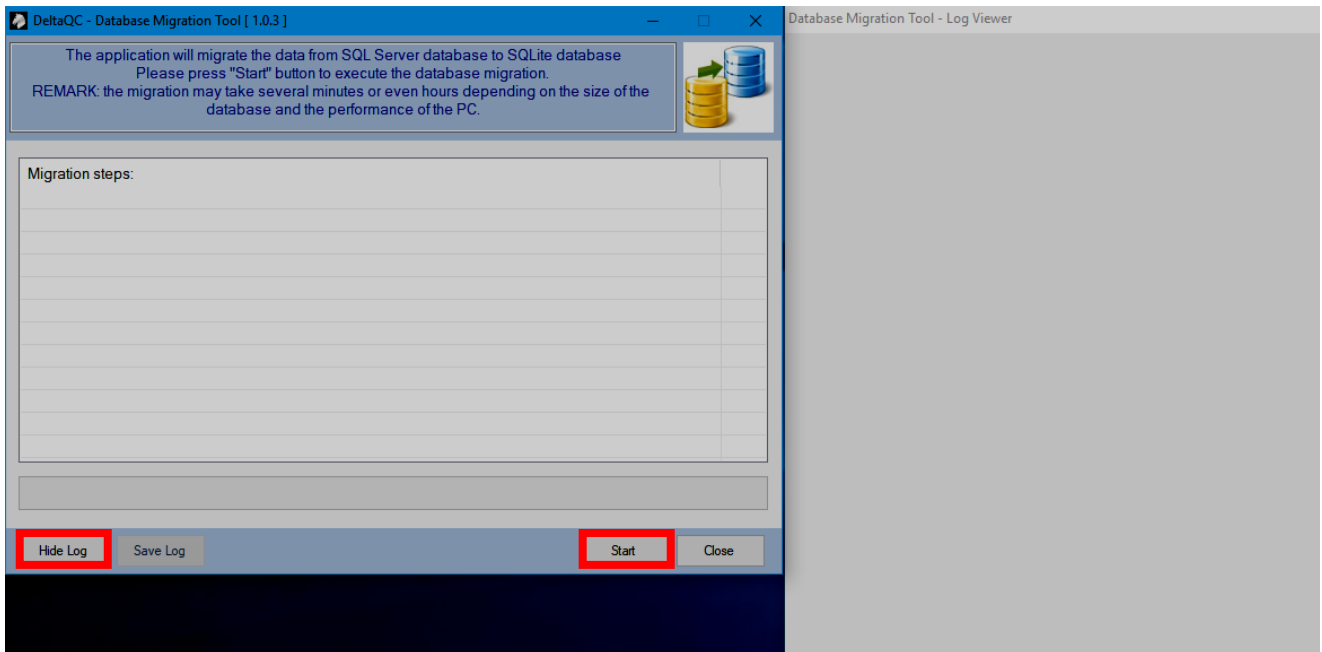 DeltaQC - Database Migration Tool [ 1.0.3 ]
Database Migration Tool - Log Viewer
The application will migrate the data from SQL Server database to SQLite database
Please press "Start" button to execute the database migration.
REMARK: the migration may take several minutes or even hours depending on the size of the
database and the performance of the PC.
Migration steps:
Hide Log
Save Log
Start
Close